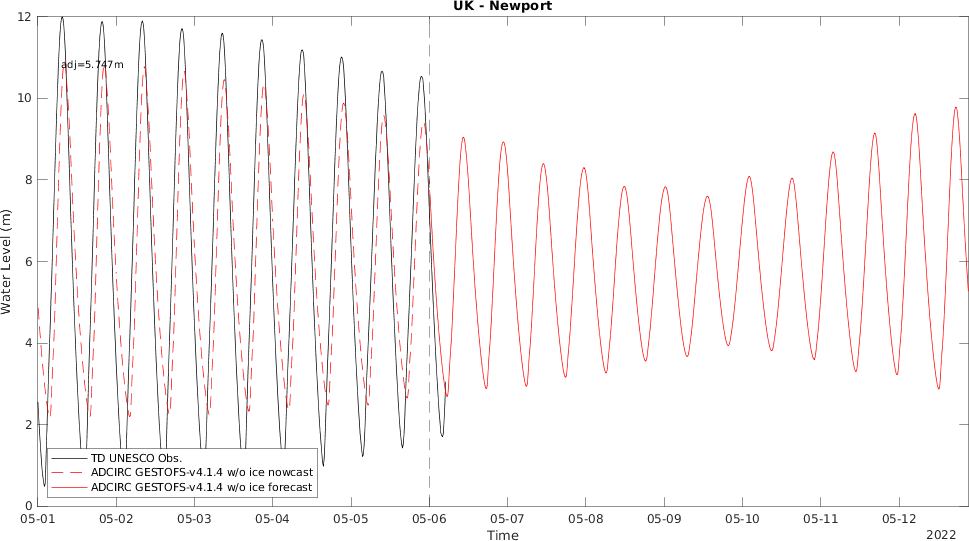 UK - Newport
12
adj=5.747m
10
8
6
4
2
0
Water Level (m)
TD UNESCO Obs.
ADCIRC GESTOFS-v4.1.4 w/o ice nowcast
ADCIRC GESTOFS-v4.1.4 w/o ice forecast
05-01 05-02 05-03 05-04 05-05 05-06 05-07 05-08 05-09 05-10 05-11 05-12
Time
2022